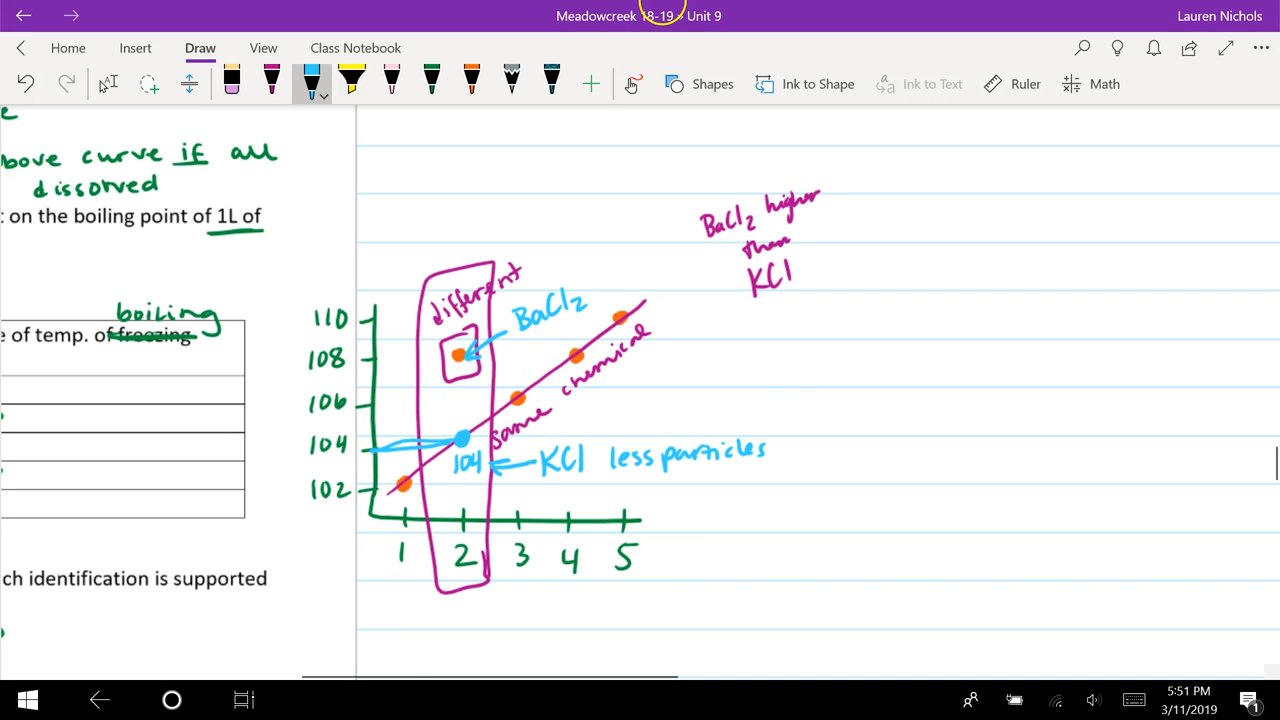 Meadowcreek 18-19 » Unit 9
Lauren Nichols
Home Insert Draw View Class Notebook
Shapes Ink to Shape Ink to Text Ruler Math
e
bove curve if all
dissolved
t on the boiling point of 1L of
boiling
e of temp. of freezing
ch identification is supported
BaCl2 higher
than
KCl
different
BaCl2
110
108
106
104
102
same chemical
104
KCl less particles
1 2 3 4 5
5:51 PM
3/11/2019
1